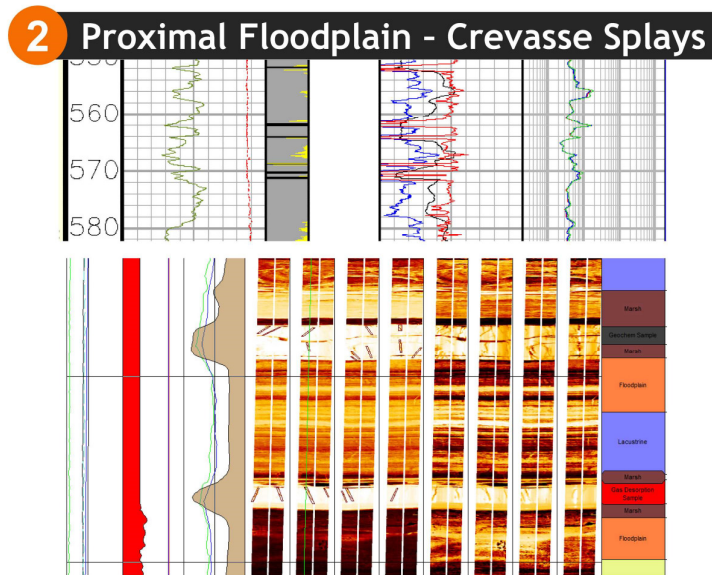 2 Proximal Floodplain - Crevasse Splays
560
570
580
Marsh
Geochem Sample
Marsh
Floodplain
Lacustrine
Marsh
Gas Desorption
Sample
Marsh
Floodplain